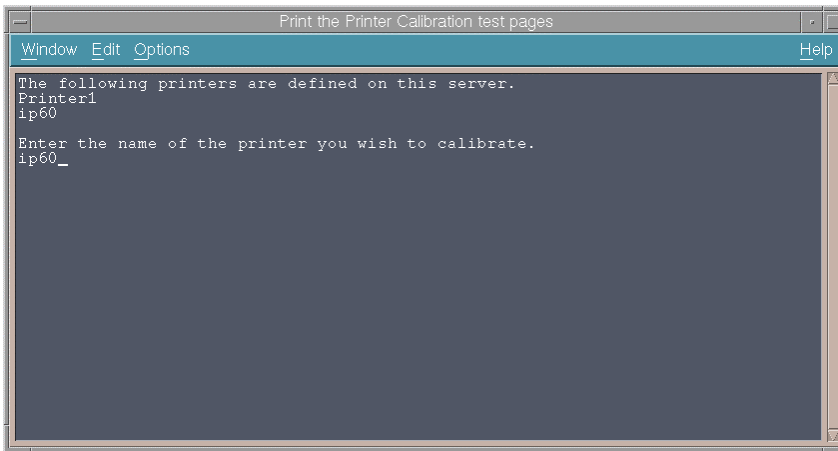 Print the Printer Calibration test pages
Window Edit Options Help
The following printers are defined on this server.
Printer1
ip60
Enter the name of the printer you wish to calibrate.
ip60_